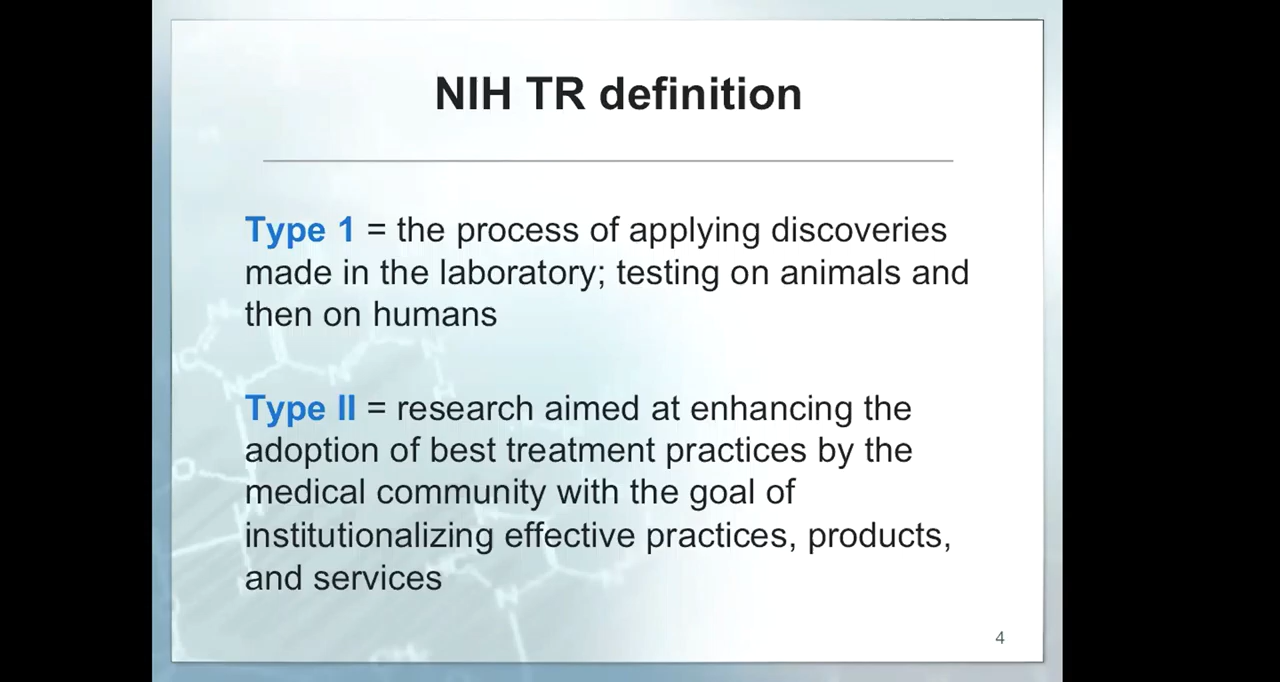 NIH TR definition
Type 1 = the process of applying discoveries
made in the laboratory; testing on animals and
then on humans
Type II = research aimed at enhancing the
adoption of best treatment practices by the
medical community with the goal of
institutionalizing effective practices, products,
and services
4